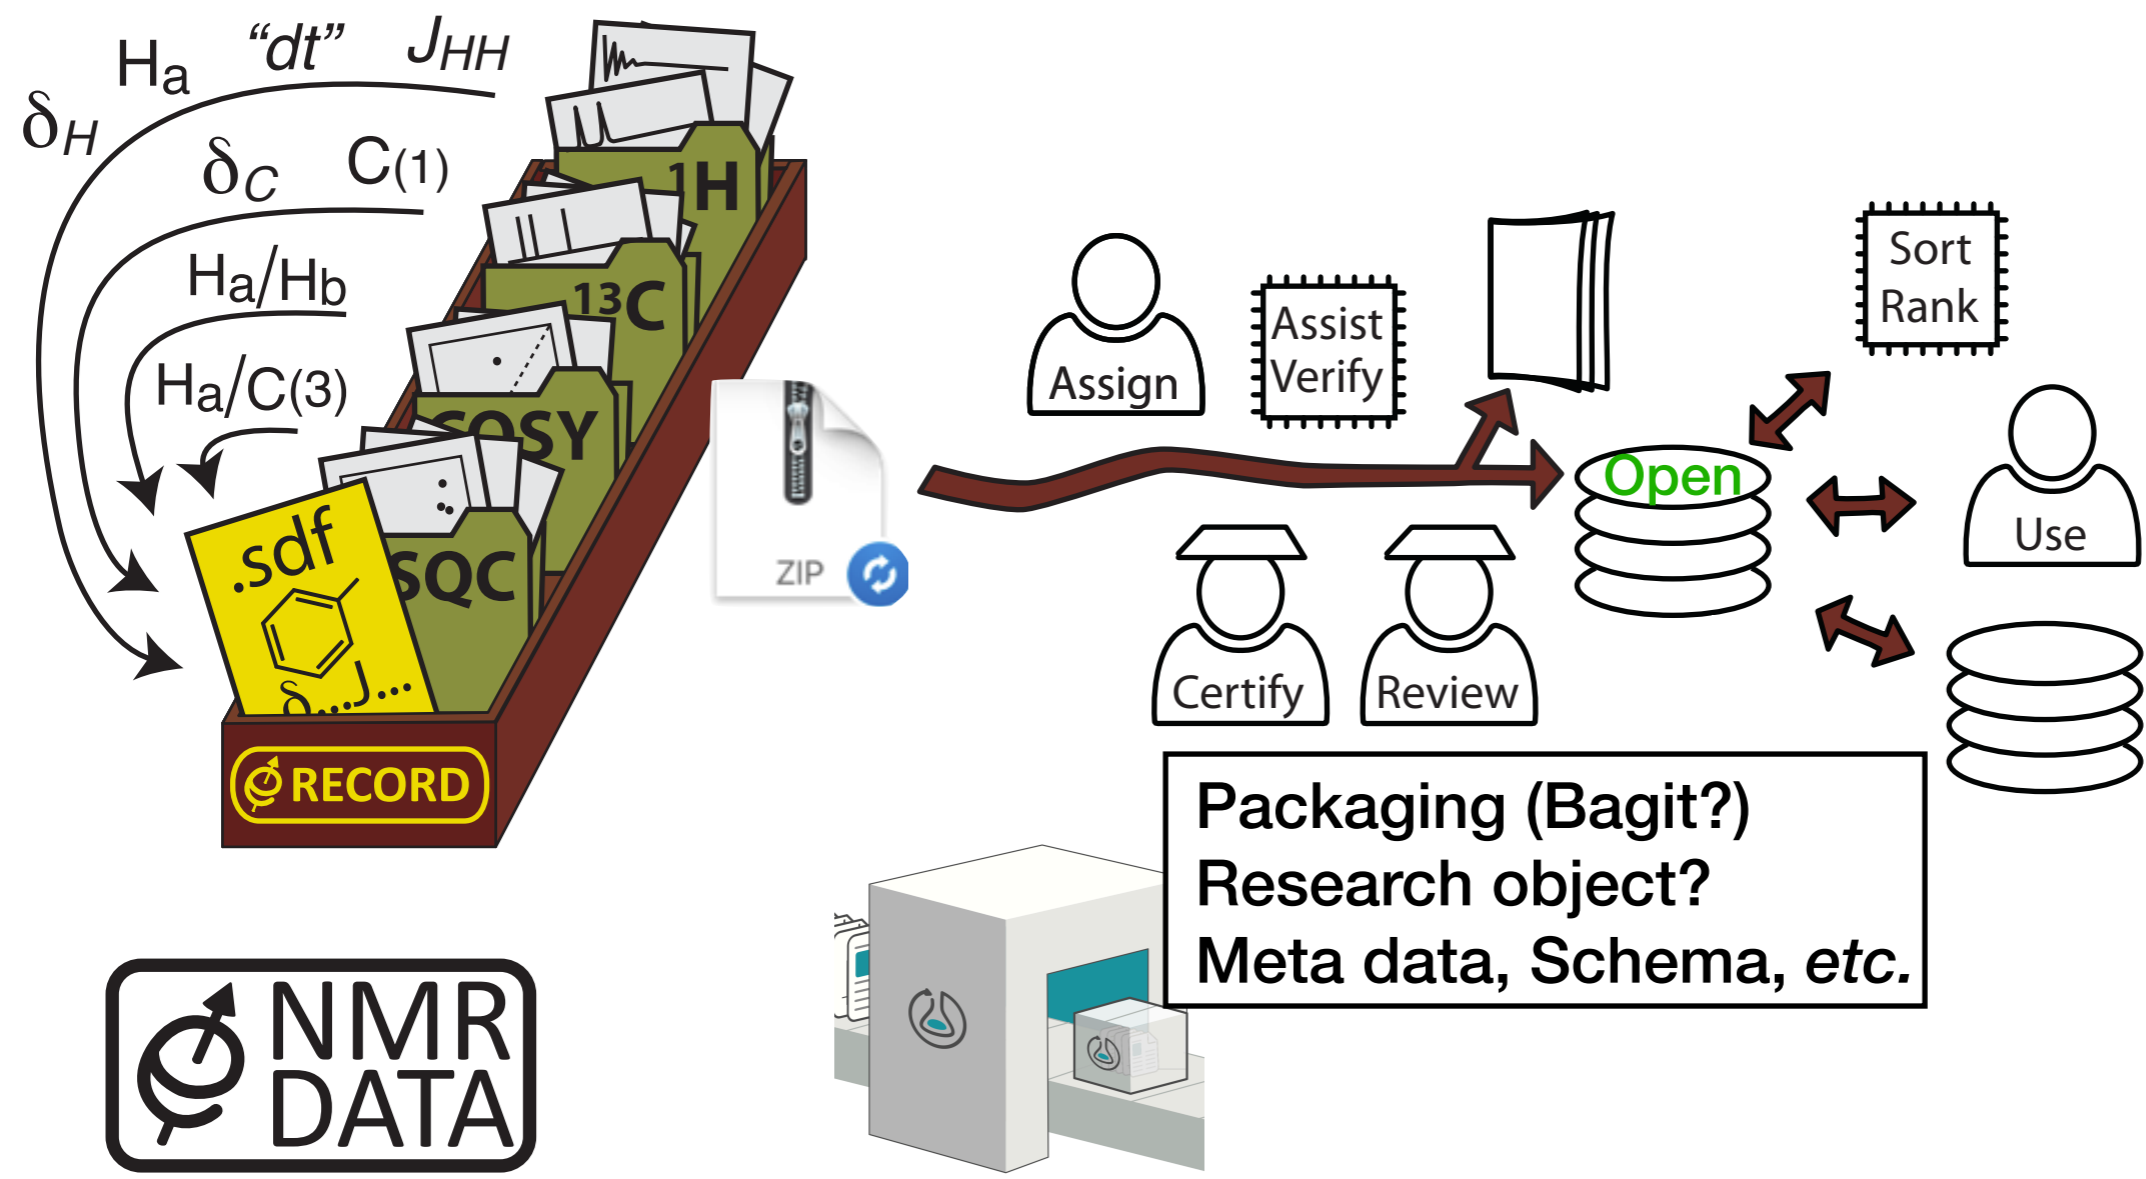 Ha "dt" JHH
δH
δC C(1)
Ha/Hb
Ha/C(3)
1H
13C
COSY
SQC
.sdf
δ...J...
RECORD
ZIP
Assign
Assist
Verify
Sort
Rank
Open
Use
Certify
Review
Packaging (Bagit?)
Research object?
Meta data, Schema, etc.
NMR
DATA